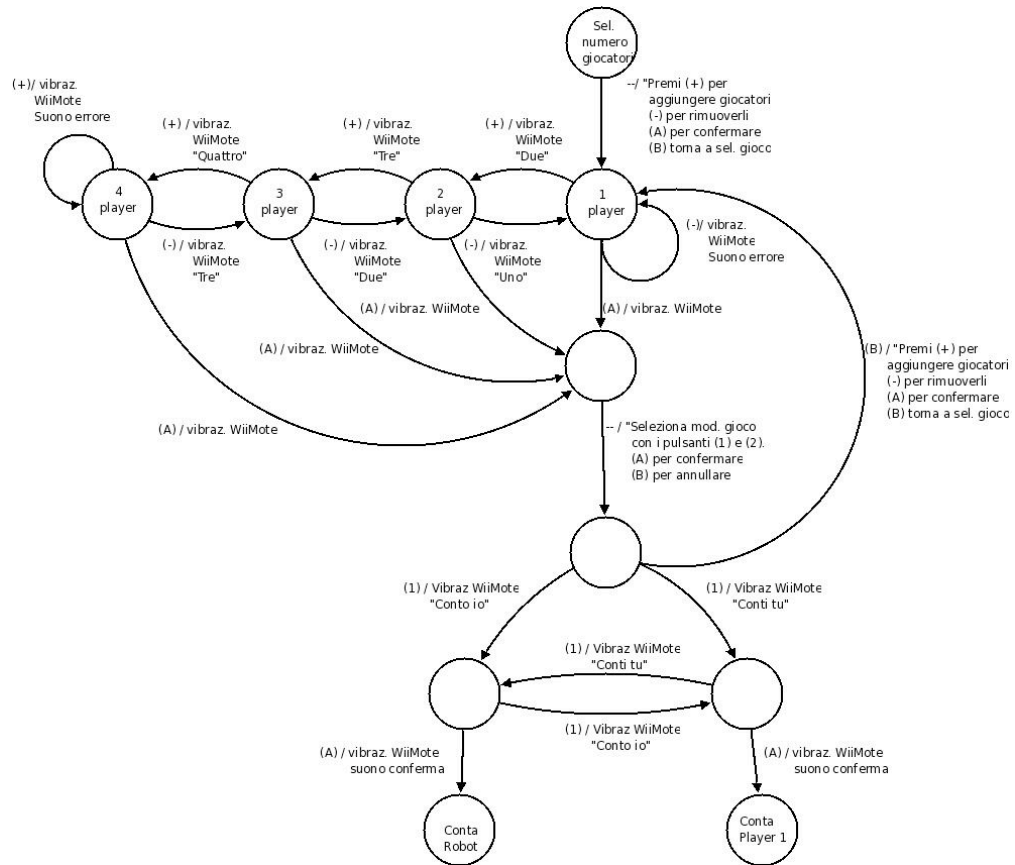 Sel.
numero
giocatori
--/ "Premi (+) per
aggiungere giocatori
(-) per rimuoverli
(A) per confermare
(B) torna a sel. gioco
(+)/ vibraz.
WiiMote
Suono errore
(+) / vibraz.
WiiMote
"Quattro"
(+) / vibraz.
WiiMote
"Tre"
(+) / vibraz.
WiiMote
"Due"
4
player
3
player
2
player
1
player
(-) / vibraz.
WiiMote
"Tre"
(-) / vibraz.
WiiMote
"Due"
(-) / vibraz.
WiiMote
"Uno"
(-)/ vibraz.
WiiMote
Suono errore
(A) / vibraz. WiiMote
(A) / vibraz. WiiMote
(A) / vibraz. WiiMote
(A) / vibraz. WiiMote
(B) / "Premi (+) per
aggiungere giocatori
(-) per rimuoverli
(A) per confermare
(B) torna a sel. gioco
-- / "Seleziona mod. gioco
con i pulsanti (1) e (2).
(A) per confermare
(B) per annullare
(1) / Vibraz WiiMote
"Conto io"
(1) / Vibraz WiiMote
"Conti tu"
(1) / Vibraz WiiMote
"Conti tu"
(1) / Vibraz WiiMote
"Conto io"
(A) / vibraz. WiiMote
suono conferma
(A) / vibraz. WiiMote
suono conferma
Conta
Robot
Conta
Player 1